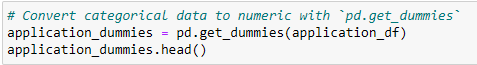 # Convert categorical data to numeric with `pd.get_dummies`
application_dummies = pd.get_dummies(application_df)
application_dummies.head()